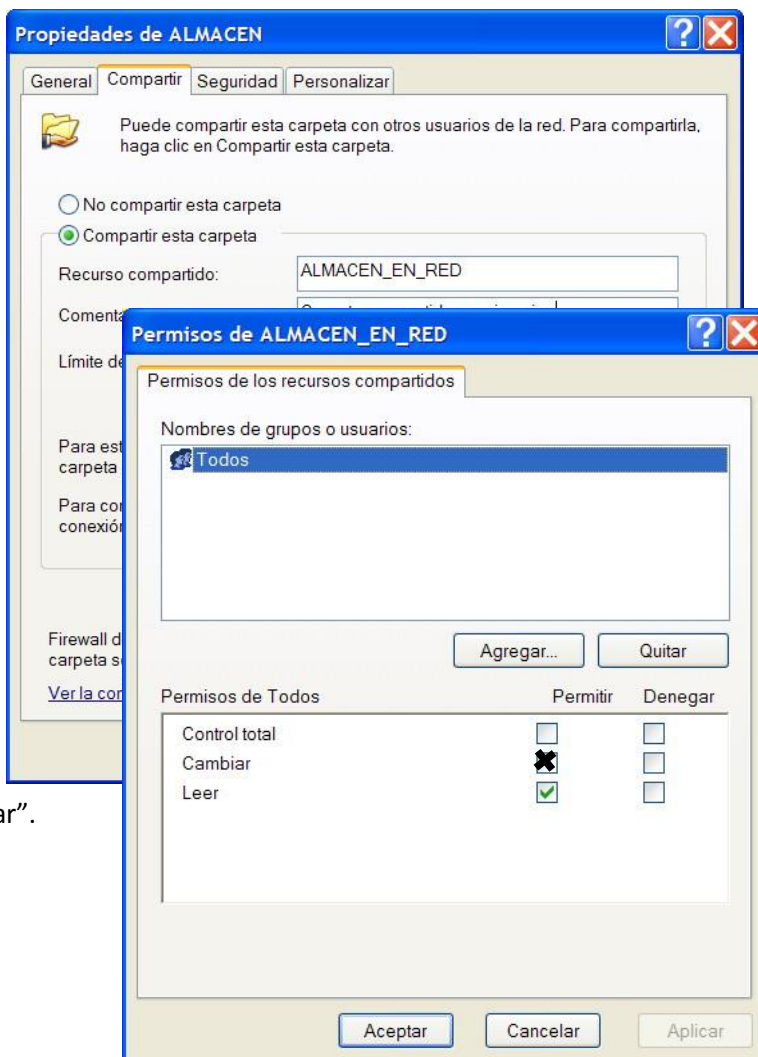 Propiedades de ALMACEN
General Compartir Seguridad Personalizar
Puede compartir esta carpeta con otros usuarios de la red. Para compartirla,
haga clic en Compartir esta carpeta.
No compartir esta carpeta
Compartir esta carpeta
Recurso compartido:
ALMACEN_EN_RED
Límite de
Para est
carpeta
Para con
conexión
Firewall d
carpeta se
Ver la con
Permisos de ALMACEN_EN_RED
Permisos de los recursos compartidos
Nombres de grupos o usuarios:
Todos
Agregar... Quitar
Permisos de Todos Permitir Denegar
Control total
Cambiar
Leer
Aceptar Cancelar Aplicar
ar”.